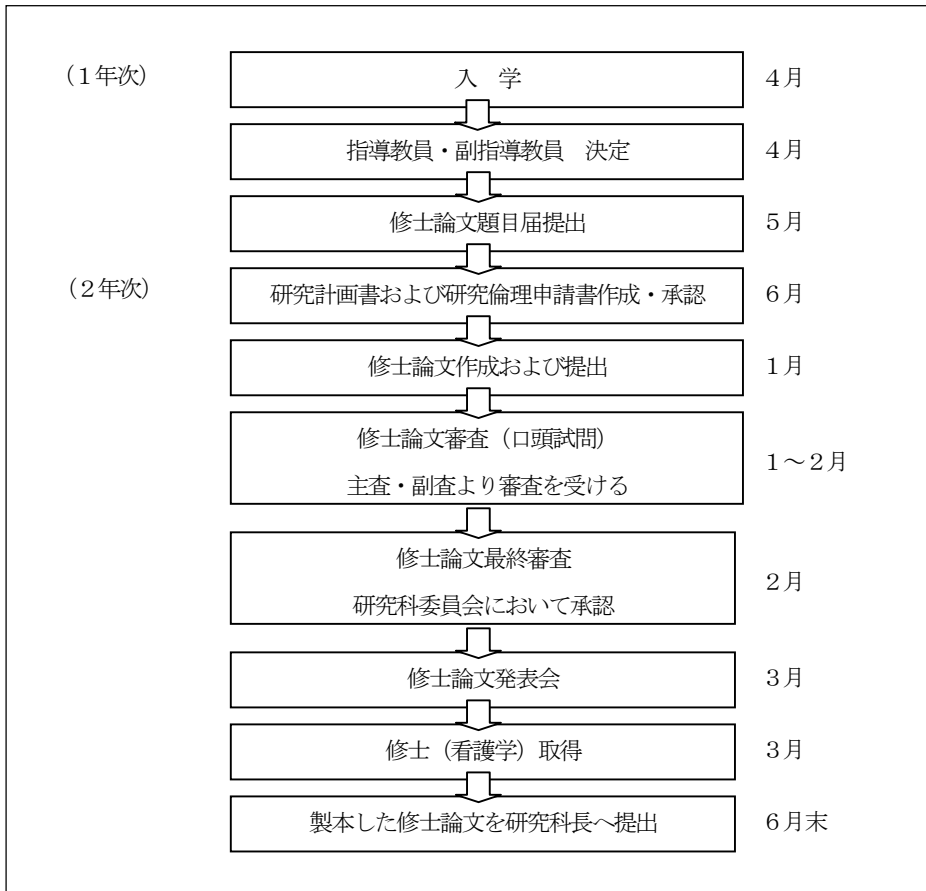 (1年次) 入 学 4月
指導教員・副指導教員 決定 4月
修士論文題目届提出 5月
(2年次) 研究計画書および研究倫理申請書作成・承認 6月
修士論文作成および提出 1月
修士論文審査(口頭試問)
主査・副査より審査を受ける
1~2月
修士論文最終審査
研究科委員会において承認
2月
修士論文発表会 3月
修士(看護学)取得 3月
製本した修士論文を研究科長へ提出 6月末